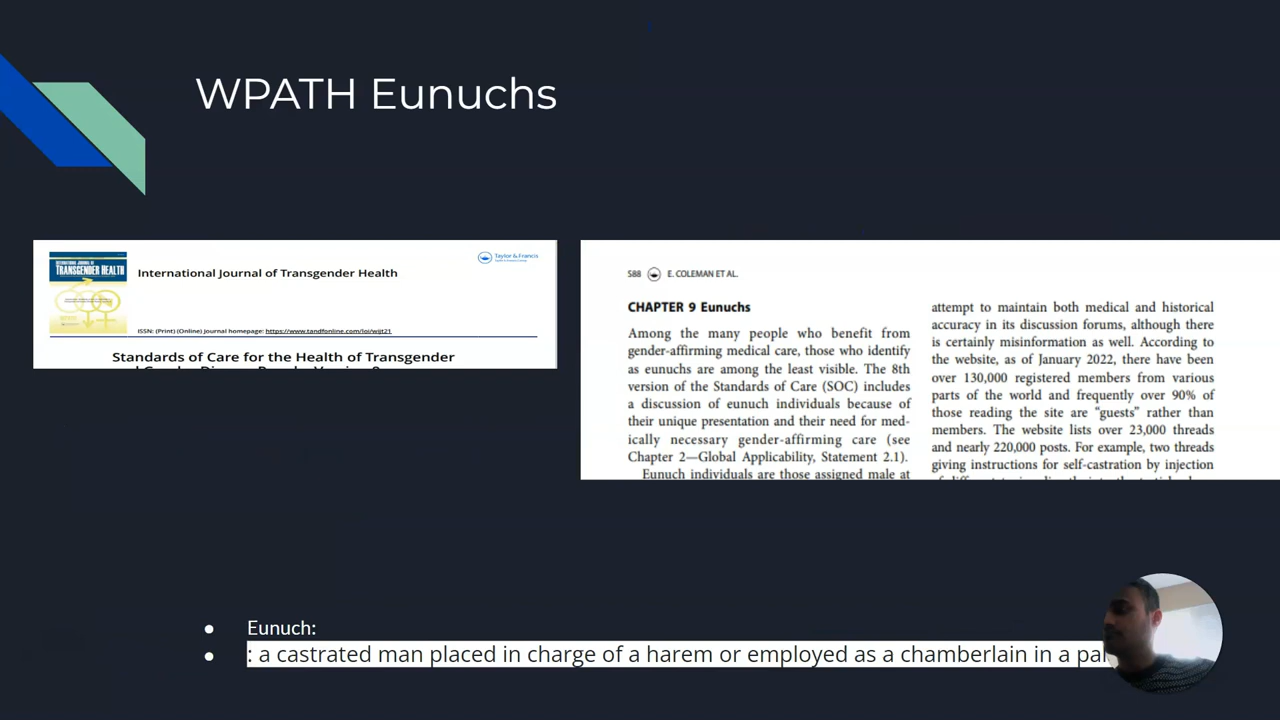 WPATH Eunuchs
INTERNATIONAL JOURNAL OF
TRANSGENDER HEALTH
International Journal of Transgender Health
Taylor & Francis
ISSN: (Print) (Online) Journal homepage: https://www.tandfonline.com/loi/wijt21
Standards of Care for the Health of Transgender
588 E. COLEMAN ET AL.
CHAPTER 9 Eunuchs
Among the many people who benefit from
gender-affirming medical care, those who identify
as eunuchs are among the least visible. The 8th
version of the Standards of Care (SOC) includes
a discussion of eunuch individuals because of
their unique presentation and their need for med-
ically necessary gender-affirming care (see
Chapter 2—Global Applicability, Statement 2.1).
Eunuch individuals are those assigned male at
attempt to maintain both medical and historical
accuracy in its discussion forums, although there
is certainly misinformation as well. According to
the website, as of January 2022, there have been
over 130,000 registered members from various
parts of the world and frequently over 90% of
those reading the site are “guests” rather than
members. The website lists over 23,000 threads
and nearly 220,000 posts. For example, two threads
giving instructions for self-castration by injection
Eunuch:
: a castrated man placed in charge of a harem or employed as a chamberlain in a